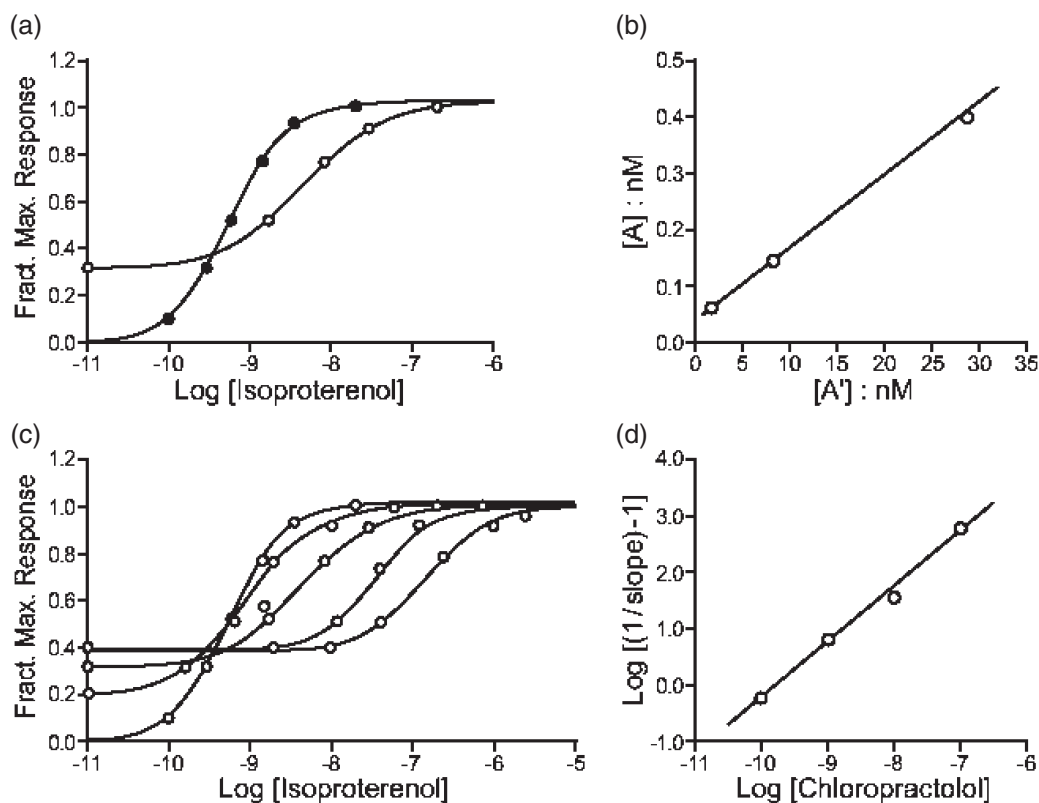 (a)
Fract. Max. Response
1.2
1.0
0.8
0.6
0.4
0.2
0.0
-11 -10 -9 -8 -7 -6
Log [Isoproterenol]
(b)
[A] : nM
0.5
0.4
0.3
0.2
0.1
0.0
0 5 10 15 20 25 30 35
[A'] : nM
(c)
Fract. Max. Response
1.2
1.0
0.8
0.6
0.4
0.2
0.0
-11 -10 -9 -8 -7 -6 -5
Log [Isoproterenol]
(d)
Log [(1/slope)-1]
4.0
3.0
2.0
1.0
0.0
-1.0
-11 -10 -9 -8 -7 -6
Log [Chloropractolol]